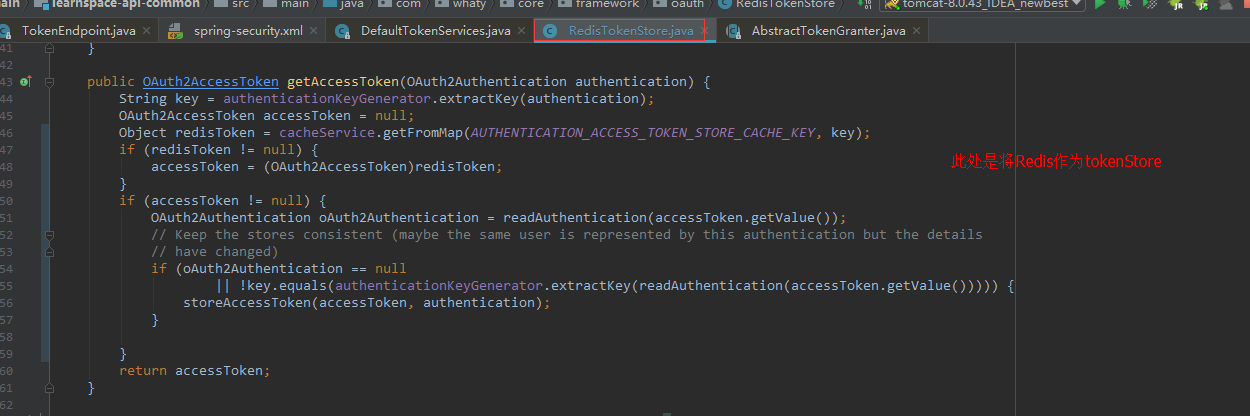 main learnspace-api-common src main java com whaty core framework oauth RedisTokenStore tomcat-8.0.43_IDEA_newbest
TokenEndpoint.java spring-security.xml DefaultTokenServices.java RedisTokenStore.java AbstractTokenGranter.java
41 }
42
43 public OAuth2AccessToken getAccessToken(OAuth2Authentication authentication) {
44 String key = authenticationKeyGenerator.extractKey(authentication);
45 OAuth2AccessToken accessToken = null;
46 Object redisToken = cacheService.getFromMap(AUTHENTICATION_ACCESS_TOKEN_STORE_CACHE_KEY, key);
47 if (redisToken != null) {
48 accessToken = (OAuth2AccessToken)redisToken;
此处是将Redis作为tokenStore
49 }
50 if (accessToken != null) {
51 OAuth2Authentication oAuth2Authentication = readAuthentication(accessToken.getValue());
52 // Keep the stores consistent (maybe the same user is represented by this authentication but the details
53 // have changed)
54 if (oAuth2Authentication == null
55 || !key.equals(authenticationKeyGenerator.extractKey(readAuthentication(accessToken.getValue())))) {
56 storeAccessToken(accessToken, authentication);
57 }
58
59 }
60 return accessToken;
61 }
62